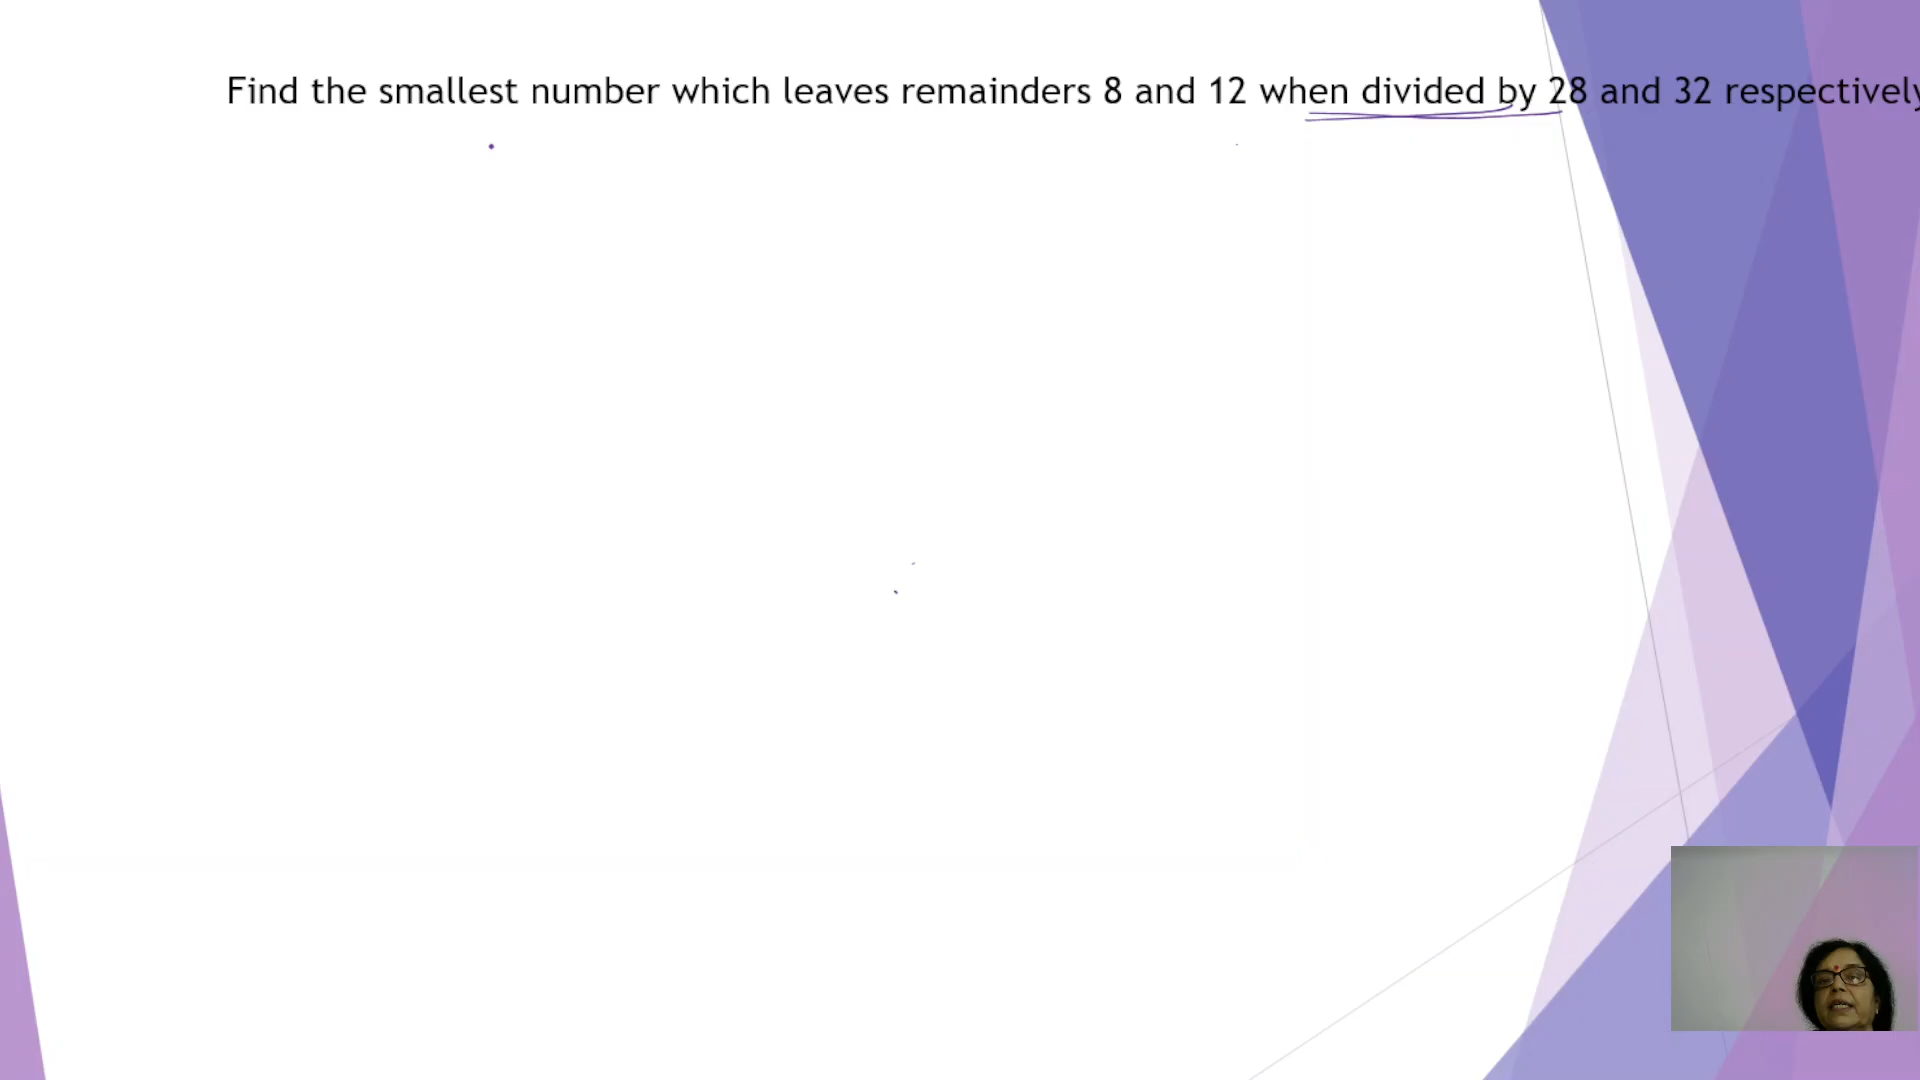 Find the smallest number which leaves remainders 8 and 12 when divided by 28 and 32 respectively